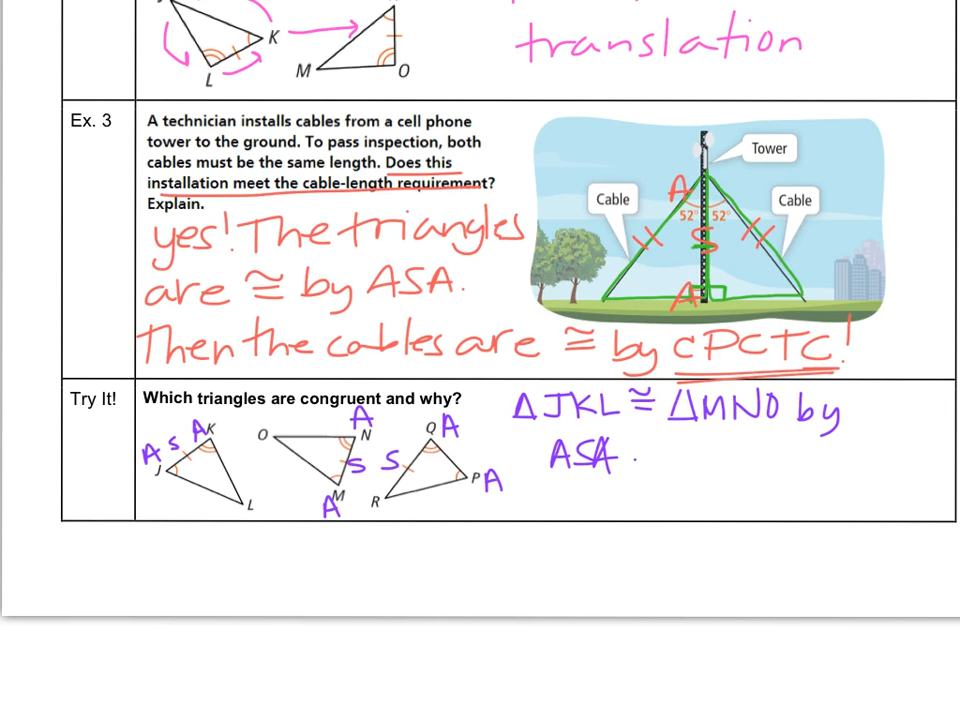 K
M
O
L
translation
Ex. 3
A technician installs cables from a cell phone
tower to the ground. To pass inspection, both
cables must be the same length. Does this
installation meet the cable-length requirement?
Explain.
yes! The triangles
are ≅ by ASA.
Then the cables are ≅ by CPCTC!
Tower
Cable
Cable
A
52° 52°
S
A
Try It!
Which triangles are congruent and why?
△JKL ≅ △MNO by
ASA.
A S A K
J
L
O
A
N
S
M
A
Q A
S
P A
R